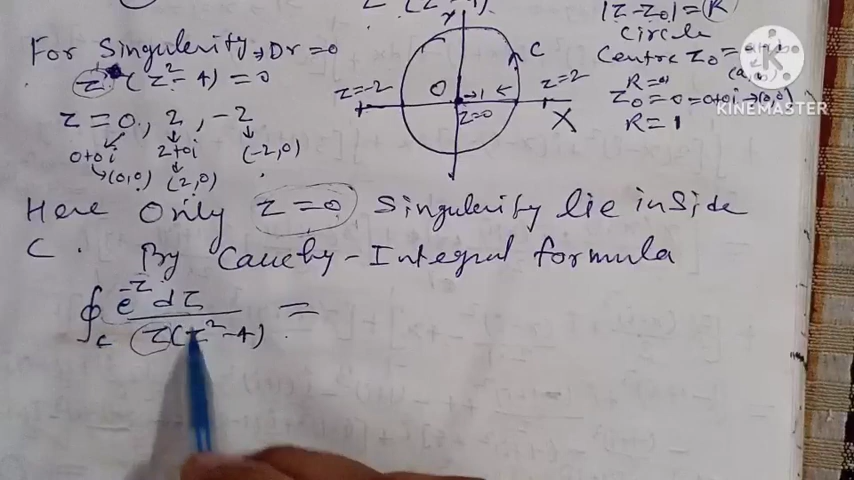 |z-z₀|=R
Circle
For Singularity, Dr=0
Centre z₀=
z (z²-4)=0
z=-2
0
C
→1
z=2
z=0
X
R=
z₀=0=0+0i→(0,0)
R=1
KINEMASTER
z=0, 2, -2
0+0i 2+0i (-2,0)
(0,0) (2,0)
Here Only z=0 Singularity lie inside
C. By Cauchy-Integral formula
∮c e^-z dz / z(z²-4) =